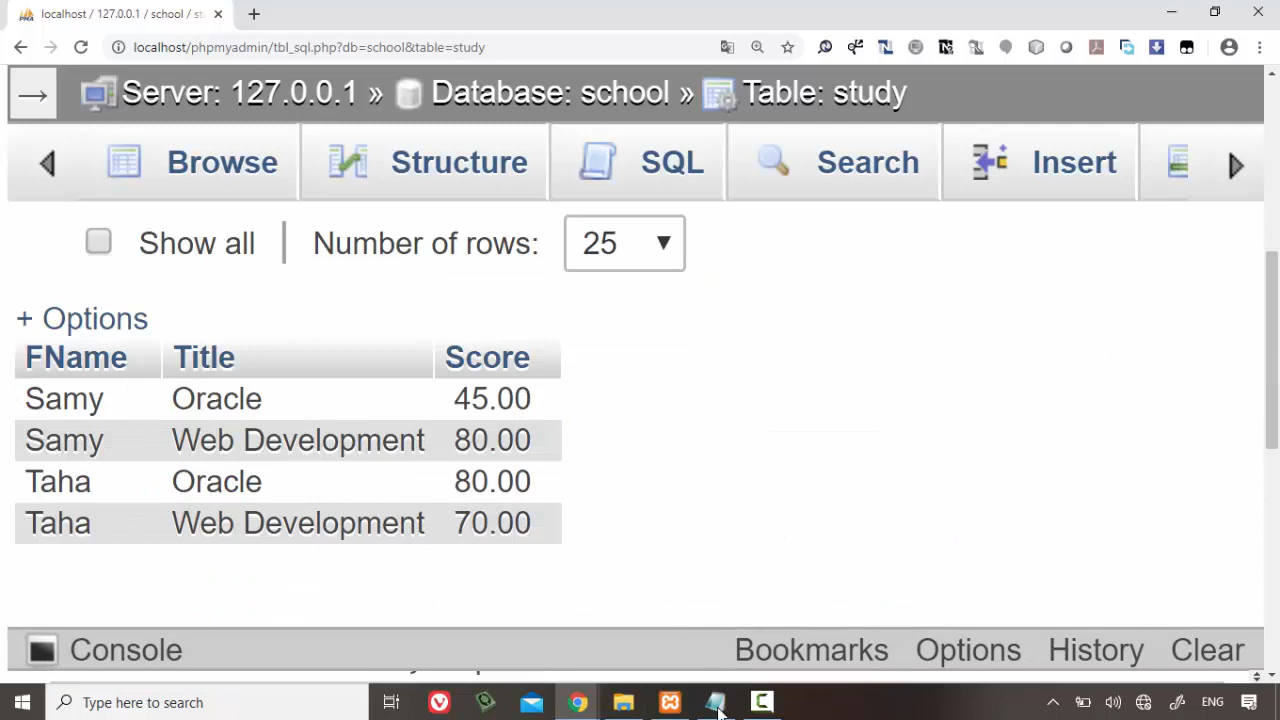 localhost / 127.0.0.1 / school / st
localhost/phpmyadmin/tbl_sql.php?db=school&table=study
Server: 127.0.0.1 » Database: school » Table: study
Browse Structure SQL Search Insert
Show all Number of rows: 25
+ Options
FName Title Score
Samy Oracle 45.00
Samy Web Development 80.00
Taha Oracle 80.00
Taha Web Development 70.00
Console Bookmarks Options History Clear
Type here to search ENG